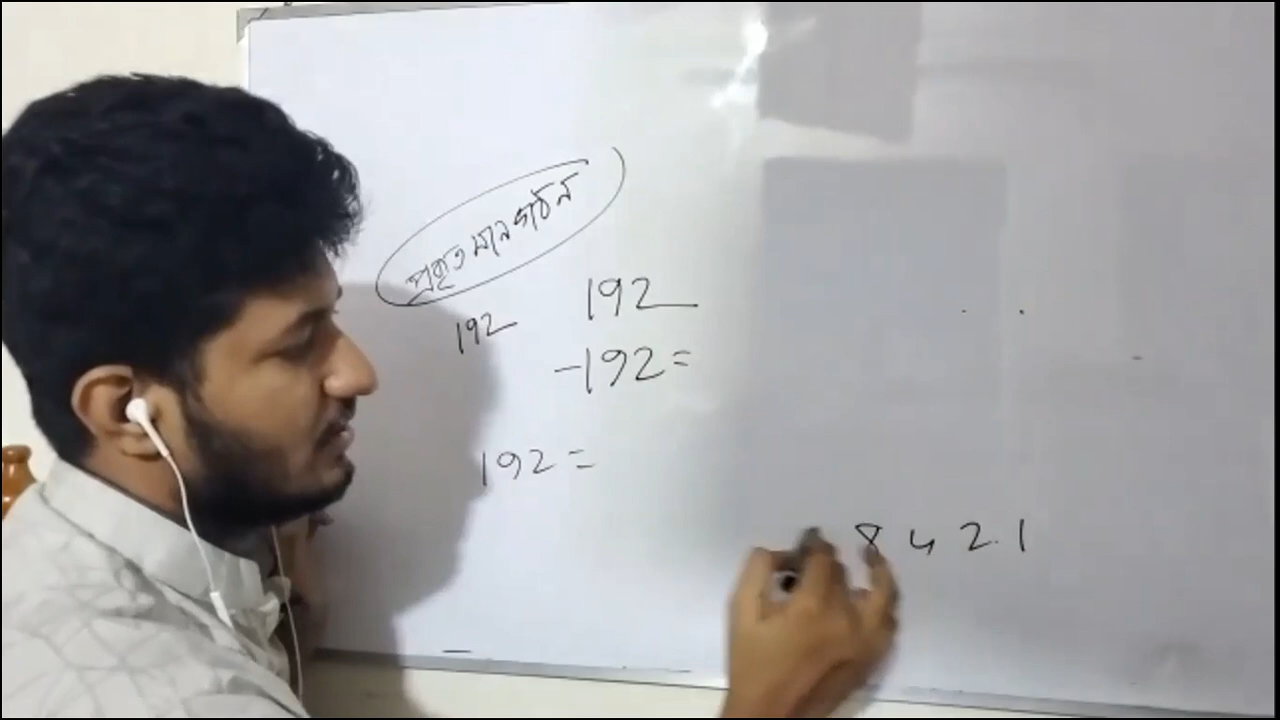 প্রকৃত মান গঠন
192 192
-192 =
192 =
8 4 2 1